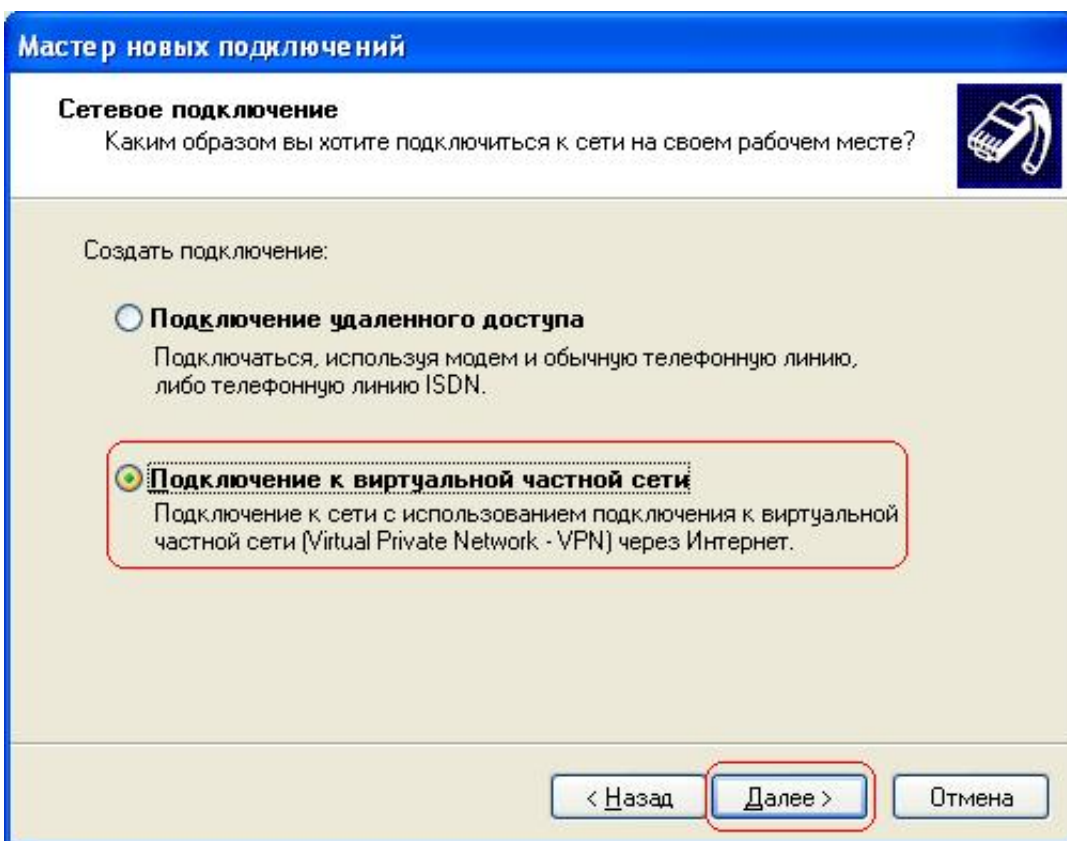 Мастер новых подключений
Сетевое подключение
Каким образом вы хотите подключиться к сети на своем рабочем месте?
Создать подключение:
Подключение удаленного доступа
Подключаться, используя модем и обычную телефонную линию,
либо телефонную линию ISDN.
Подключение к виртуальной частной сети
Подключение к сети с использованием подключения к виртуальной
частной сети (Virtual Private Network - VPN) через Интернет.
< Назад Далее > Отмена